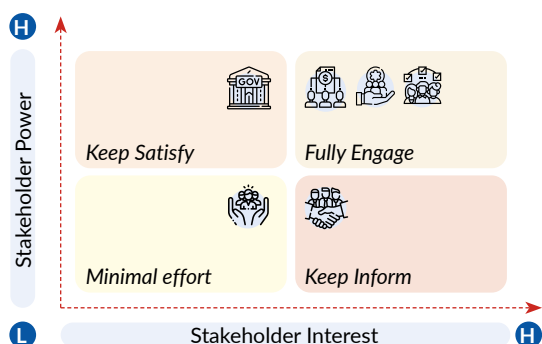 H
Stakeholder Power
GOV
Keep Satisfy
Fully Engage
Minimal effort
Keep Inform
L
Stakeholder Interest
H